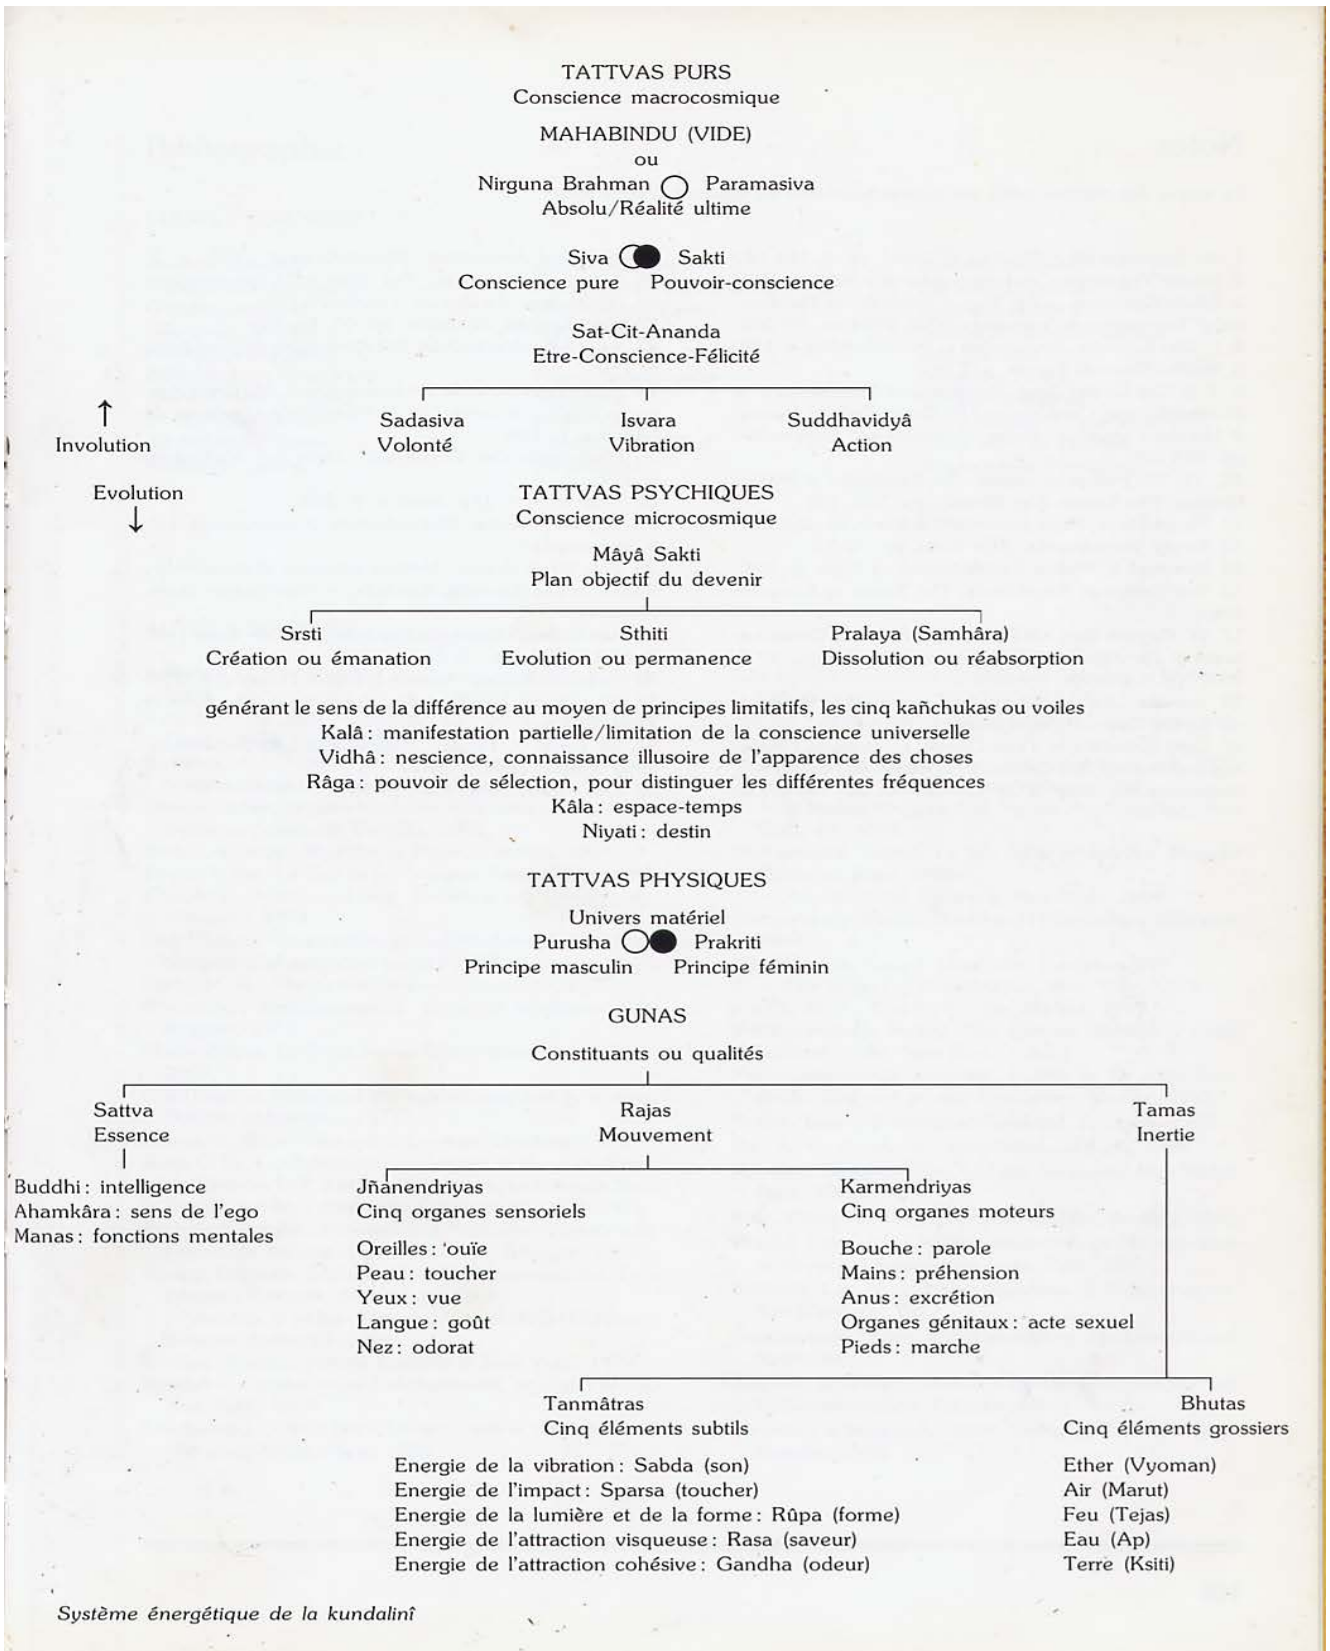 TATTVAS PURS
Conscience macrocosmique
MAHABINDU (VIDE)
ou
Nirguna Brahman Paramasiva
Absolu/Réalité ultime
Siva Sakti
Conscience pure Pouvoir-conscience
Sat-Cit-Ananda
Etre-Conscience-Félicité
↑
Sadasiva Isvara Suddhavidyâ
Involution Volonté Vibration Action
Evolution
↓
TATTVAS PSYCHIQUES
Conscience microcosmique
Mâyâ Sakti
Plan objectif du devenir
Srsti Sthiti Pralaya (Samhâra)
Création ou émanation Evolution ou permanence Dissolution ou réabsorption
générant le sens de la différence au moyen de principes limitatifs, les cinq kañchukas ou voiles
Kalâ : manifestation partielle/limitation de la conscience universelle
Vidhâ : nescience, connaissance illusoire de l'apparence des choses
Râga : pouvoir de sélection, pour distinguer les différentes fréquences
Kâla : espace-temps
Niyati : destin
TATTVAS PHYSIQUES
Univers matériel
Purusha Prakriti
Principe masculin Principe féminin
GUNAS
Constituants ou qualités
Sattva Rajas Tamas
Essence Mouvement Inertie
Buddhi : intelligence
Ahamkâra : sens de l'ego
Manas : fonctions mentales
Jñanendriyas
Cinq organes sensoriels
Oreilles : ouïe
Peau : toucher
Yeux : vue
Langue : goût
Nez : odorat
Karmendriyas
Cinq organes moteurs
Bouche : parole
Mains : préhension
Anus : excrétion
Organes génitaux : acte sexuel
Pieds : marche
Tanmâtras
Cinq éléments subtils
Energie de la vibration : Sabda (son)
Energie de l'impact : Sparsa (toucher)
Energie de la lumière et de la forme : Rûpa (forme)
Energie de l'attraction visqueuse : Rasa (saveur)
Energie de l'attraction cohésive : Gandha (odeur)
Bhutas
Cinq éléments grossiers
Ether (Vyoman)
Air (Marut)
Feu (Tejas)
Eau (Ap)
Terre (Ksiti)
Système énergétique de la kundalinî